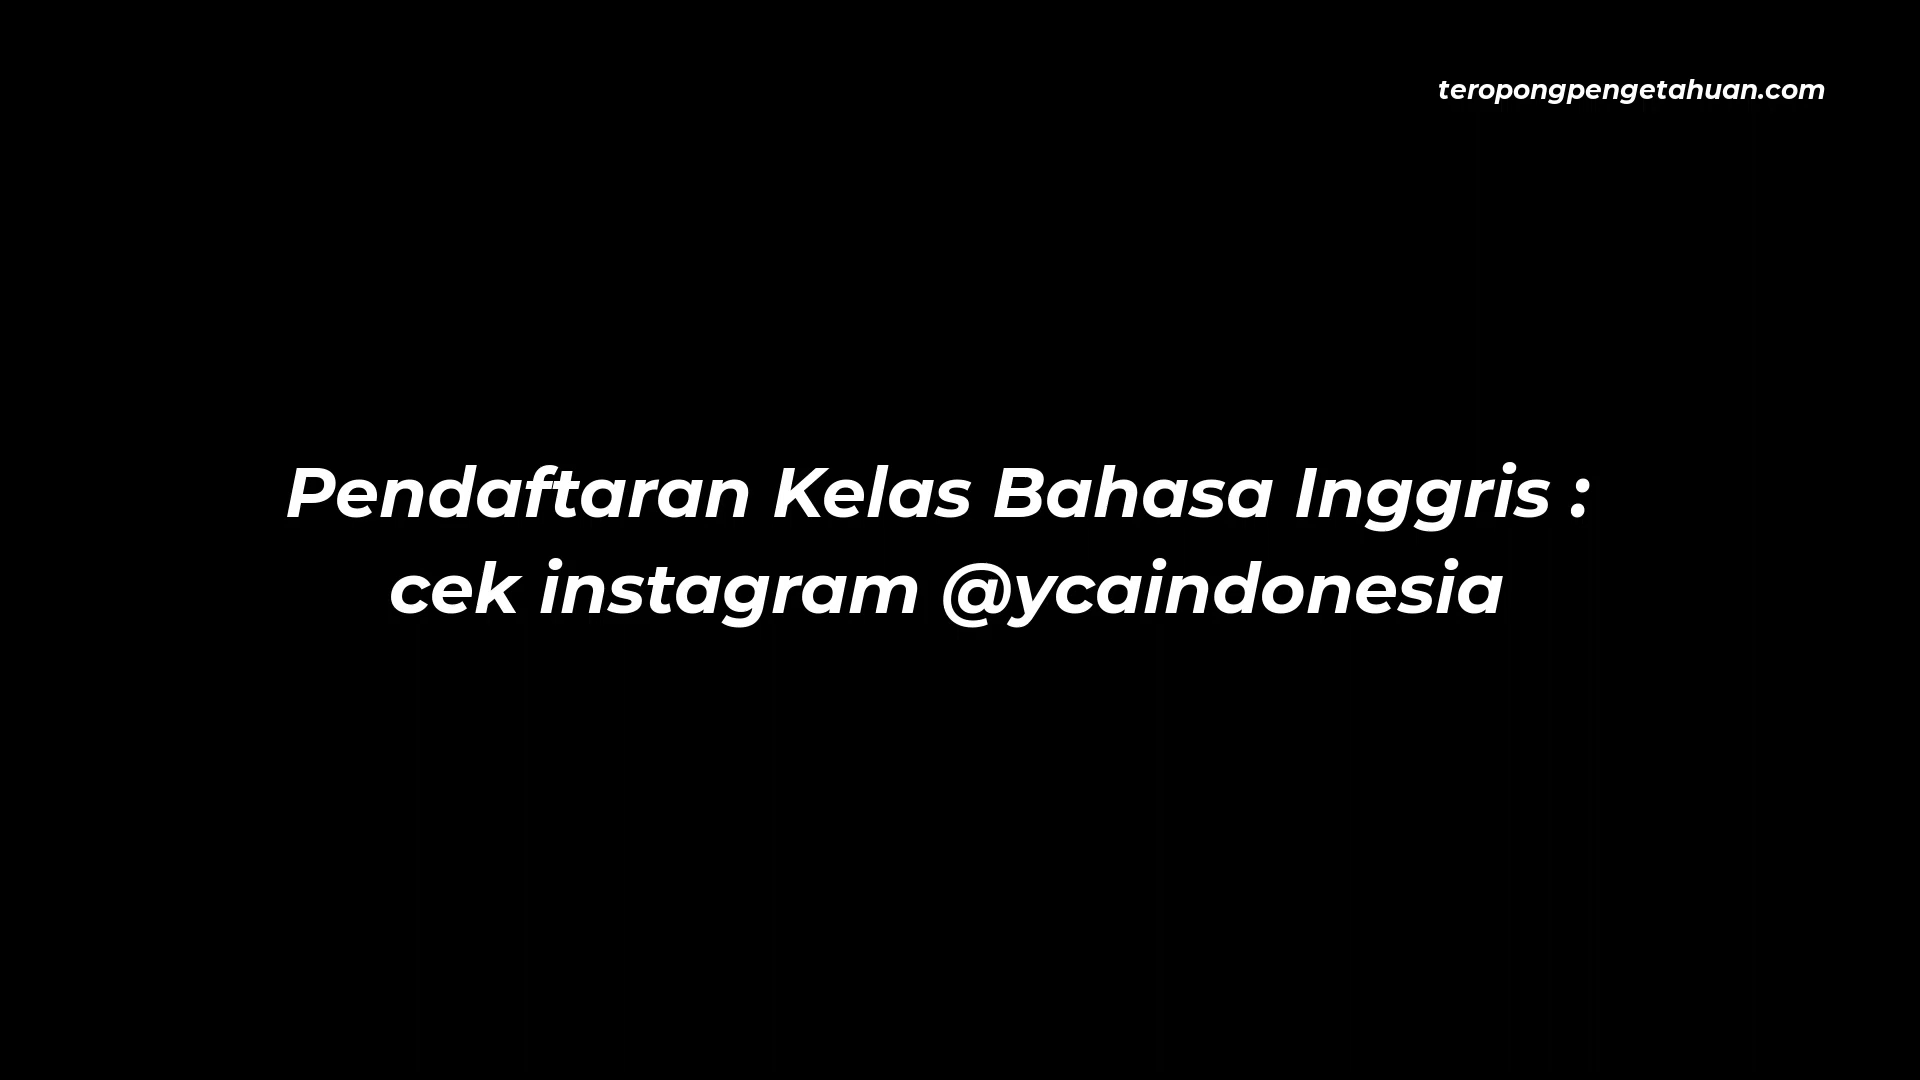 teropongpengetahuan.com
Pendaftaran Kelas Bahasa Inggris :
cek instagram @ycaindonesia